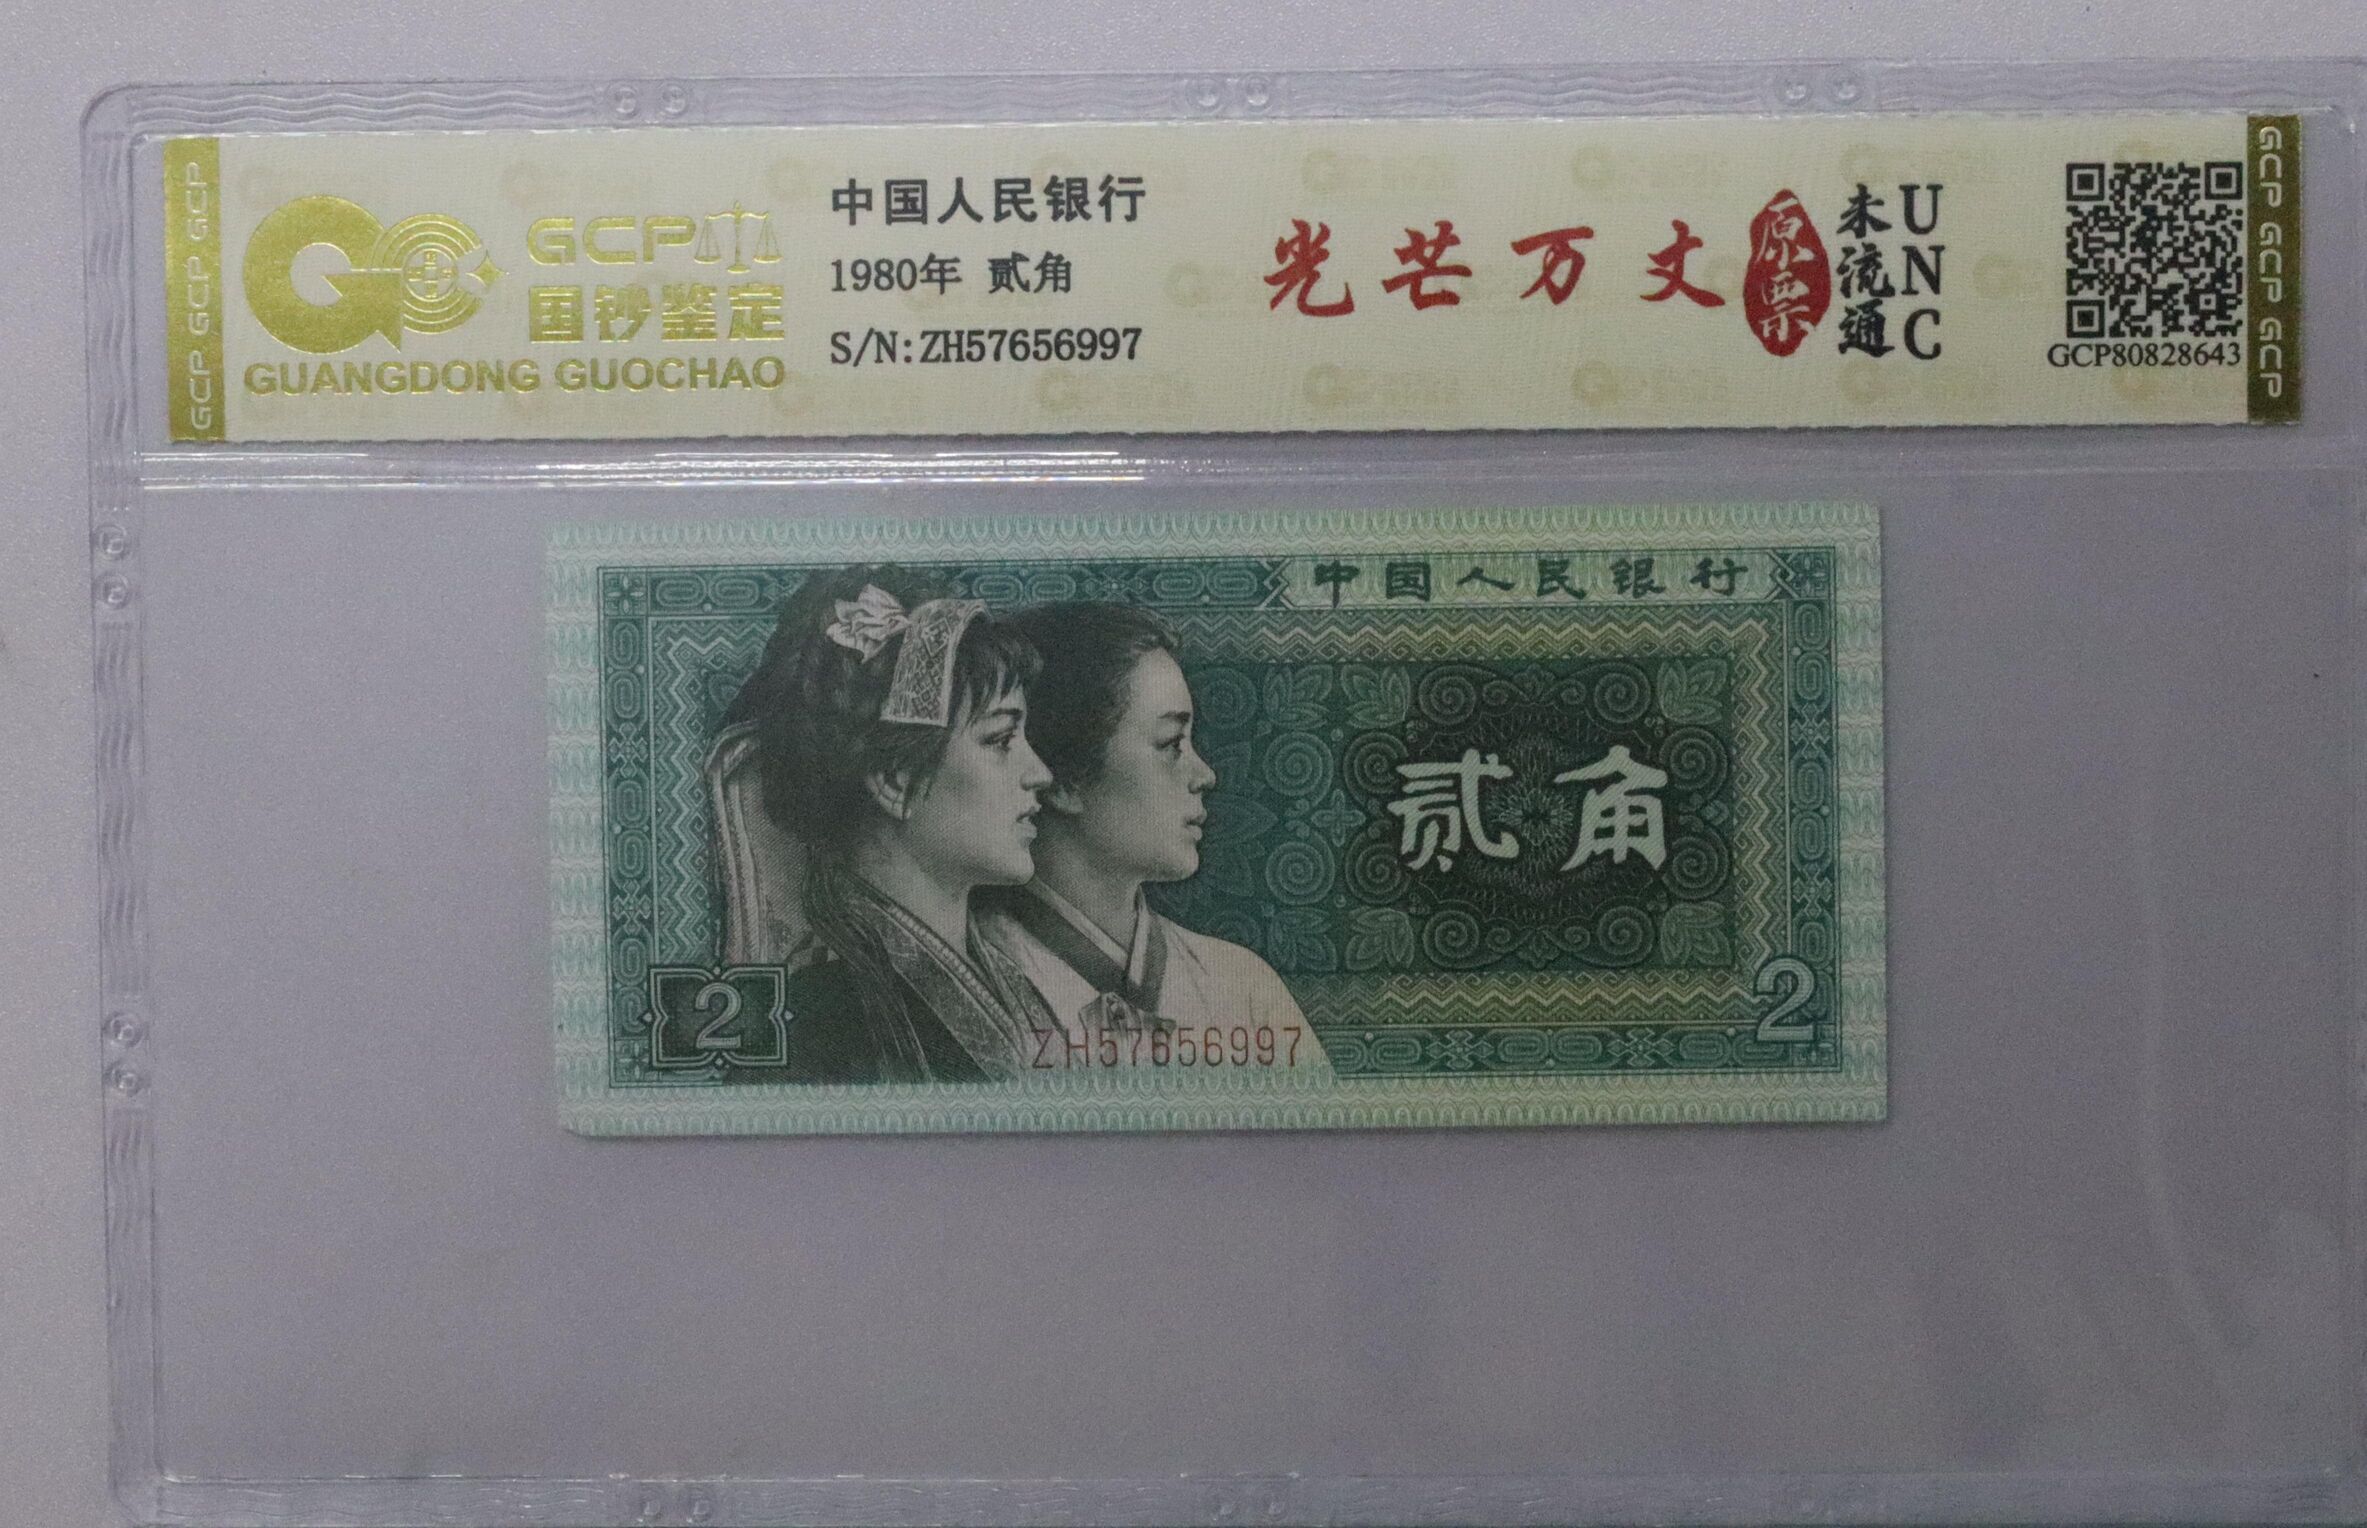 GCP GCP GCP
GCP
国钞鉴定
GUANGDONG GUOCHAO
中国人民银行
1980年 贰角
S/N:ZH57656997
光芒万丈
原票
未流通
UNC
GCP80828643
GCP GCP GCP
中国人民银行
贰角
2
2
ZH57656997